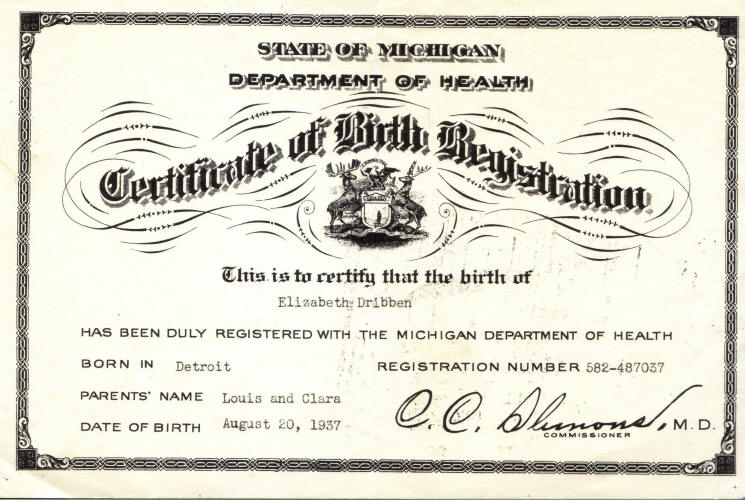 STATE OF MICHIGAN
DEPARTMENT OF HEALTH
Certificate of Birth Registration
This is to certify that the birth of
Elizabeth Dribben
HAS BEEN DULY REGISTERED WITH THE MICHIGAN DEPARTMENT OF HEALTH
BORN IN Detroit REGISTRATION NUMBER 582-487037
PARENTS' NAME Louis and Clara
DATE OF BIRTH August 20, 1937 C. C. M.D.
COMMISSIONER